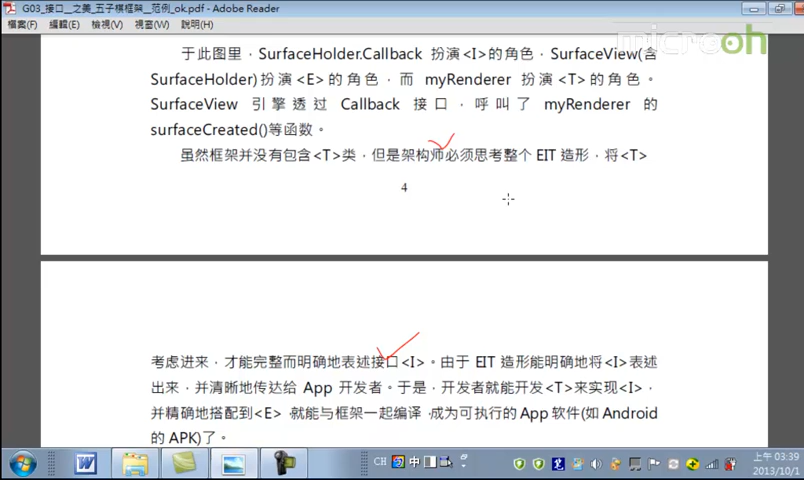 G03_接口__之美_五子棋框架__范例_ok.pdf - Adobe Reader
檔案(F) 編輯(E) 檢視(V) 視窗(W) 說明(H)
microoh
于此图里，SurfaceHolder.Callback 扮演<I>的角色，SurfaceView(含
SurfaceHolder)扮演<E>的角色，而 myRenderer 扮演<T>的角色。
SurfaceView 引擎透过 Callback 接口，呼叫了 myRenderer 的
surfaceCreated()等函数。
虽然框架并没有包含<T>类，但是架构师必须思考整个 EIT 造形，将<T>
4
考虑进来，才能完整而明确地表述接口<I>。由于 EIT 造形能明确地将<I>表述
出来，并清晰地传达给 App 开发者。于是，开发者就能开发<T>来实现<I>，
并精确地搭配到<E>，就能与框架一起编译，成为可执行的 App 软件(如 Android
的 APK)了。
CH 中
上午 03:39
2013/10/1